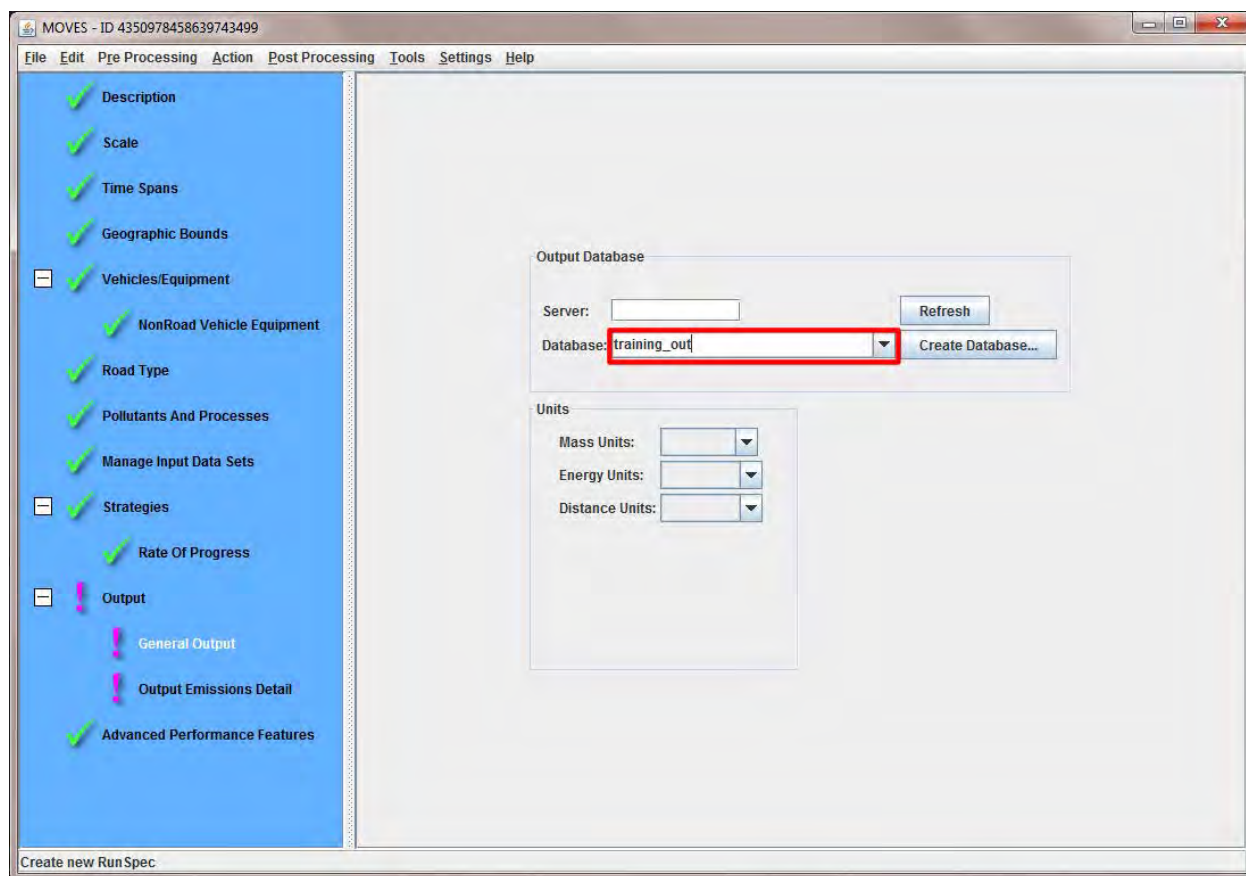 MOVES - ID 4350978458639743499
File Edit Pre Processing Action Post Processing Tools Settings Help
Description
Scale
Time Spans
Geographic Bounds
Vehicles/Equipment
NonRoad Vehicle Equipment
Road Type
Pollutants And Processes
Manage Input Data Sets
Strategies
Rate Of Progress
Output
General Output
Output Emissions Detail
Advanced Performance Features
Output Database
Server:
Refresh
Database: training_out
Create Database...
Units
Mass Units:
Energy Units:
Distance Units:
Create new RunSpec